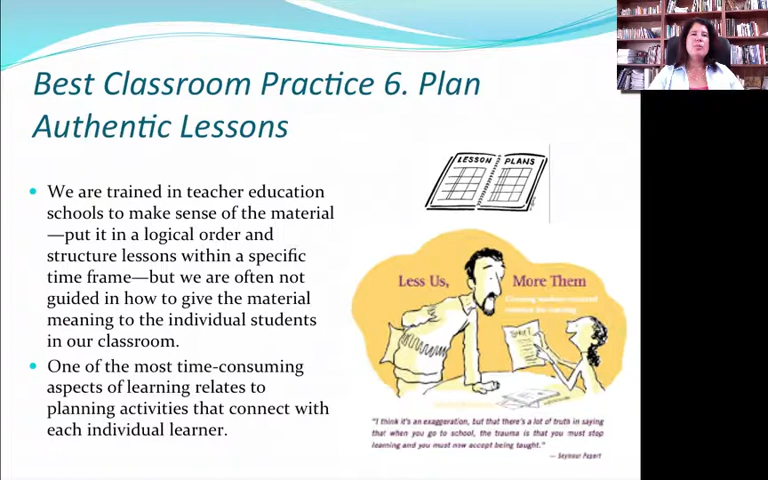 Best Classroom Practice 6. Plan
Authentic Lessons
• We are trained in teacher education
schools to make sense of the material
—put it in a logical order and
structure lessons within a specific
time frame—but we are often not
guided in how to give the material
meaning to the individual students
in our classroom.
• One of the most time-consuming
aspects of learning relates to
planning activities that connect with
each individual learner.
LESSON PLANS
Less Us, More Them
"I think it's an exaggeration, but that there's a lot of truth in saying
that when you go to school, the trauma is that you must stop
learning and you must now accept being taught."
— Seymour Papert